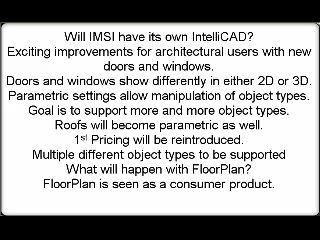 Will IMSI have its own IntelliCAD?
Exciting improvements for architectural users with new
doors and windows.
Doors and windows show differently in either 2D or 3D.
Parametric settings allow manipulation of object types.
Goal is to support more and more object types.
Roofs will become parametric as well.
1st Pricing will be reintroduced.
Multiple different object types to be supported
What will happen with FloorPlan?
FloorPlan is seen as a consumer product.